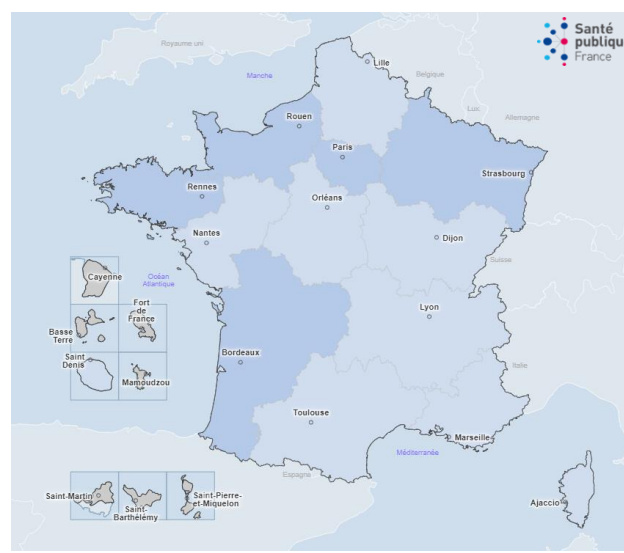 Santé
publiqu
France
Royaume uni
Lille
Belgique
Manche
Lux.
Allemagne
Rouen
Paris
Strasbourg
Rennes
Orléans
Nantes
Dijon
Suisse
Cayenne
Océan
Atlantique
Fort
de
France
Lyon
Basse
Terre
Saint
Denis
Mamoudzou
Bordeaux
Italie
Toulouse
Marseille
Méditerranée
Espagne
Saint-Martin
Saint-
Barthélémy
Saint-Pierre-
et-Miquelon
Ajaccio